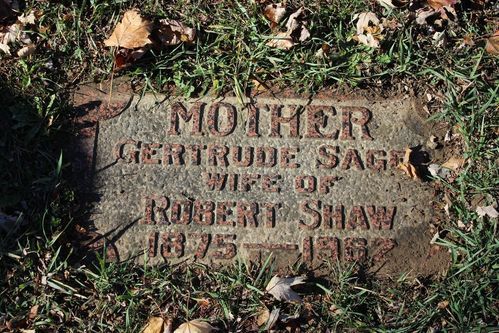 MOTHER
GERTRUDE SAGE
WIFE OF
ROBERT SHAW
1875 — 1962